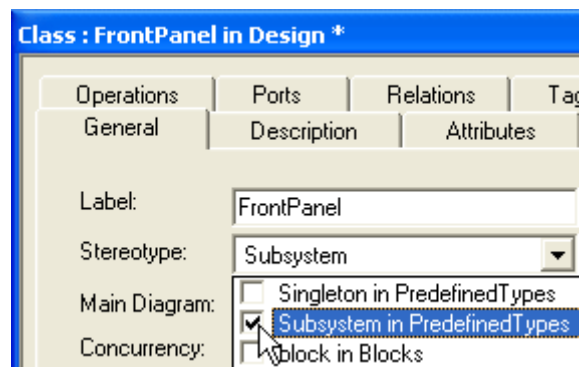 Class : FrontPanel in Design *
Operations Ports Relations
General Description Attributes
Label: FrontPanel
Stereotype: Subsystem
Main Diagram: Singleton in PredefinedTypes
Subsystem in PredefinedTypes
Concurrency: block in Blocks